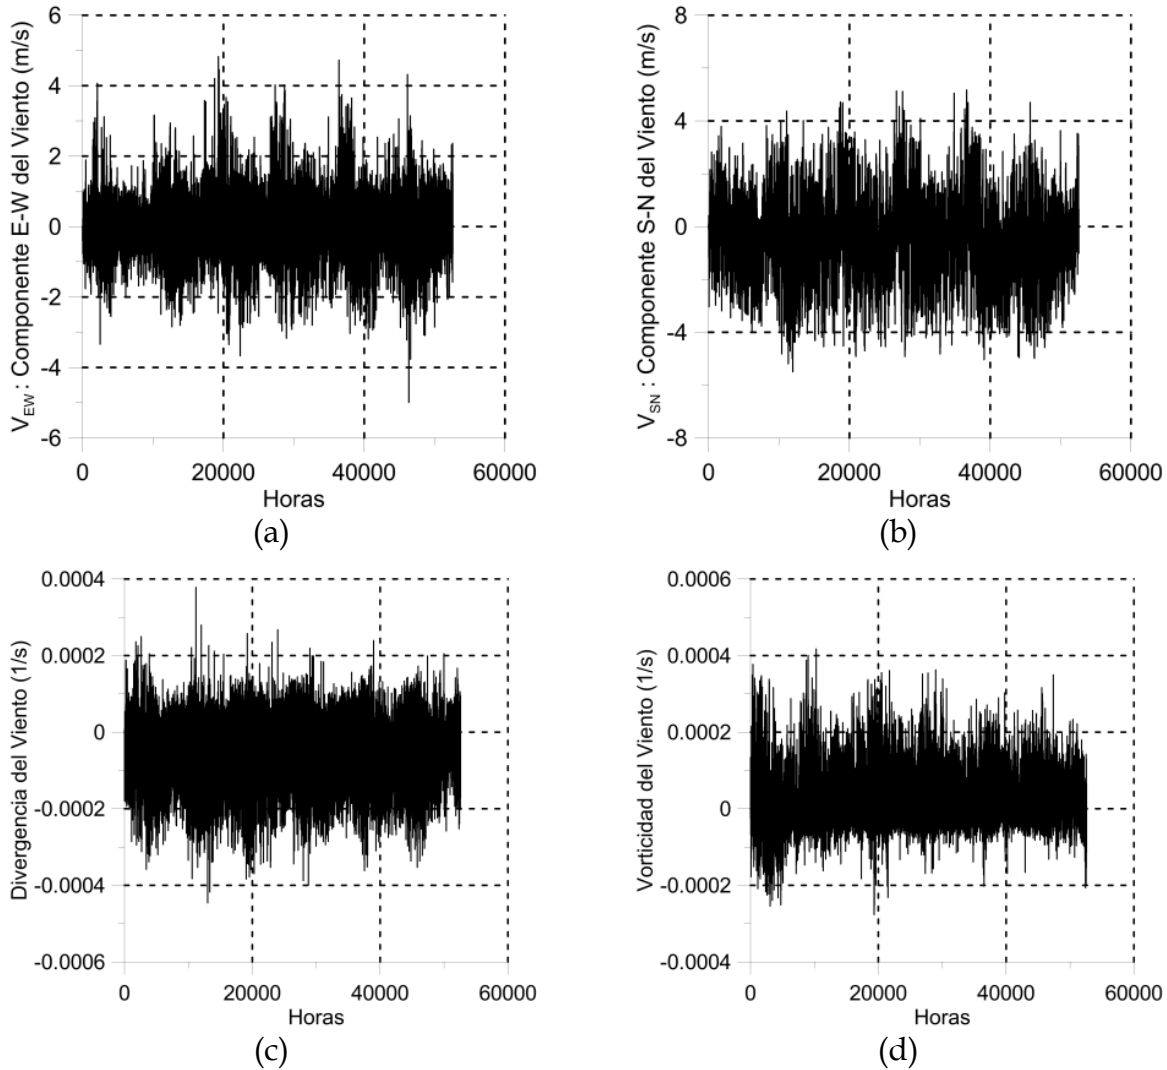 6
4
2
0
-2
-4
-6
V_EW : Componente E-W del Viento (m/s)
0 20000 40000 60000
Horas
(a)
8
4
0
-4
-8
V_SN : Componente S-N del Viento (m/s)
0 20000 40000 60000
Horas
(b)
0.0004
0.0002
0
-0.0002
-0.0004
-0.0006
Divergencia del Viento (1/s)
0 20000 40000 60000
Horas
(c)
0.0006
0.0004
0.0002
0
-0.0002
-0.0004
Vorticidad del Viento (1/s)
0 20000 40000 60000
Horas
(d)